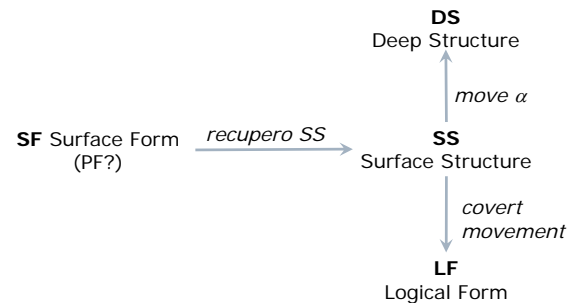 DS
Deep Structure
move α
SF Surface Form
(PF?)
recupero SS
SS
Surface Structure
covert
movement
LF
Logical Form